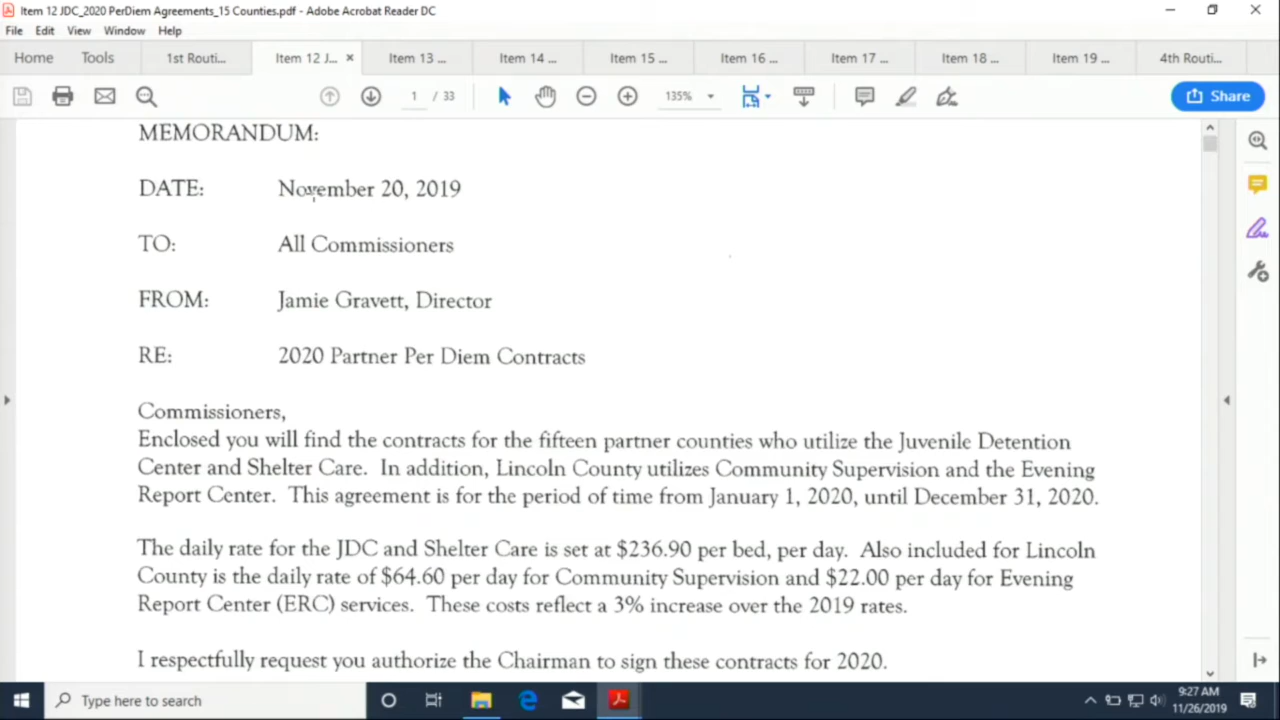 Item 12 JDC_2020 PerDiem Agreements_15 Counties.pdf - Adobe Acrobat Reader DC
File Edit View Window Help
Home Tools 1st Routi... Item 12 J... × Item 13 ... Item 14 ... Item 15 ... Item 16 ... Item 17 ... Item 18 ... Item 19 ... 4th Routi...
1 / 33 135% Share
MEMORANDUM:
DATE: November 20, 2019
TO: All Commissioners
FROM: Jamie Gravett, Director
RE: 2020 Partner Per Diem Contracts
Commissioners,
Enclosed you will find the contracts for the fifteen partner counties who utilize the Juvenile Detention
Center and Shelter Care. In addition, Lincoln County utilizes Community Supervision and the Evening
Report Center. This agreement is for the period of time from January 1, 2020, until December 31, 2020.
The daily rate for the JDC and Shelter Care is set at $236.90 per bed, per day. Also included for Lincoln
County is the daily rate of $64.60 per day for Community Supervision and $22.00 per day for Evening
Report Center (ERC) services. These costs reflect a 3% increase over the 2019 rates.
I respectfully request you authorize the Chairman to sign these contracts for 2020.
Type here to search
9:27 AM
11/26/2019